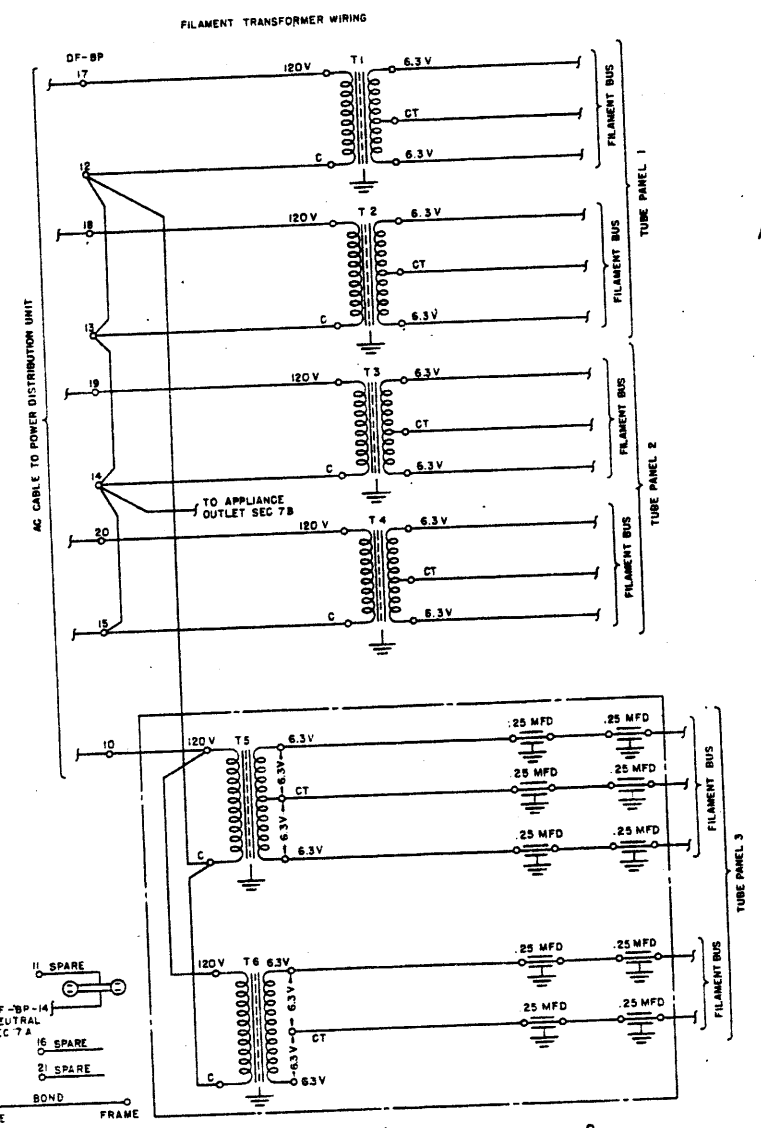 FILAMENT TRANSFORMER WIRING
DF-BP
17
120V
T1
6.3V
CT
12
C
6.3V
FILAMENT BUS
18
120V
T2
6.3V
CT
13
C
6.3V
FILAMENT BUS
TUBE PANEL 1
19
120V
T3
6.3V
CT
14
C
6.3V
FILAMENT BUS
TO APPLIANCE
OUTLET SEC 7B
20
120V
T4
6.3V
CT
15
C
6.3V
FILAMENT BUS
TUBE PANEL 2
AC CABLE TO POWER DISTRIBUTION UNIT
10
120V
T5
6.3V
.25 MFD
.25 MFD
6.3V
CT
.25 MFD
.25 MFD
6.3V
C
6.3V
.25 MFD
.25 MFD
FILAMENT BUS
120V
T6
6.3V
.25 MFD
.25 MFD
6.3V
CT
.25 MFD
.25 MFD
6.3V
C
6.3V
FILAMENT BUS
TUBE PANEL 3
11 SPARE
F-BP-14
EUTRAL
EC 7A
16 SPARE
21 SPARE
BOND
FRAME
E